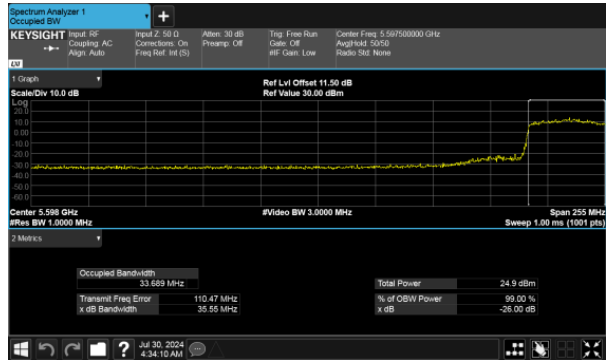 Spectrum Analyzer 1
Occupied BW
KEYSIGHT Input: RF Input Z: 50 Ω Atten: 30 dB Trig: Free Run Center Freq: 5.597500000 GHz
Coupling: AC Corrections: On Preamp: Off Gate: Off Avg|Hold: 50/50
Align: Auto Freq Ref: Int (S) #IF Gain: Low Radio Std: None
LXI
1 Graph
Ref Lvl Offset 11.50 dB
Scale/Div 10.0 dB Ref Value 30.00 dBm
Log
20.0
10.0
0.00
-10.0
-20.0
-30.0
-40.0
-50.0
-60.0
Center 5.598 GHz #Video BW 3.0000 MHz Span 255 MHz
#Res BW 1.0000 MHz Sweep 1.00 ms (1001 pts)
2 Metrics
Occupied Bandwidth
33.689 MHz Total Power 24.9 dBm
Transmit Freq Error 110.47 MHz % of OBW Power 99.00 %
x dB Bandwidth 35.55 MHz x dB -26.00 dB
Jul 30, 2024
4:34:10 AM